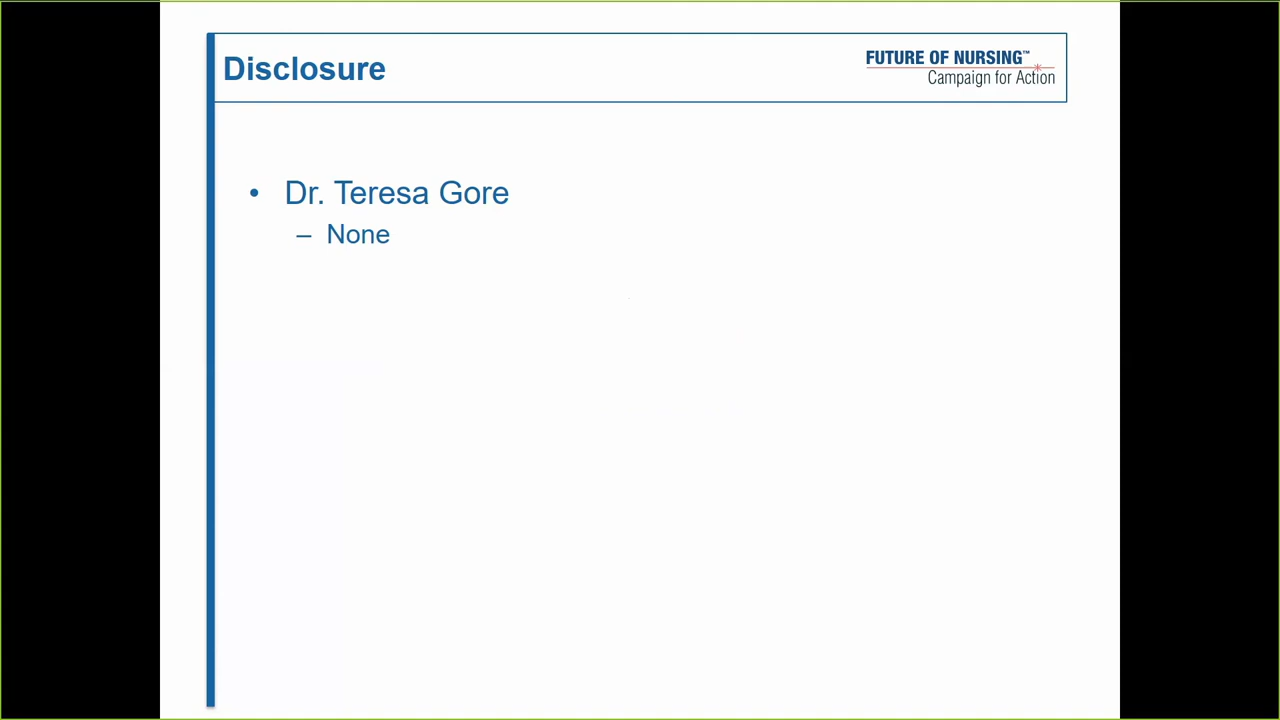 Disclosure
FUTURE OF NURSING™
Campaign for Action
• Dr. Teresa Gore
– None